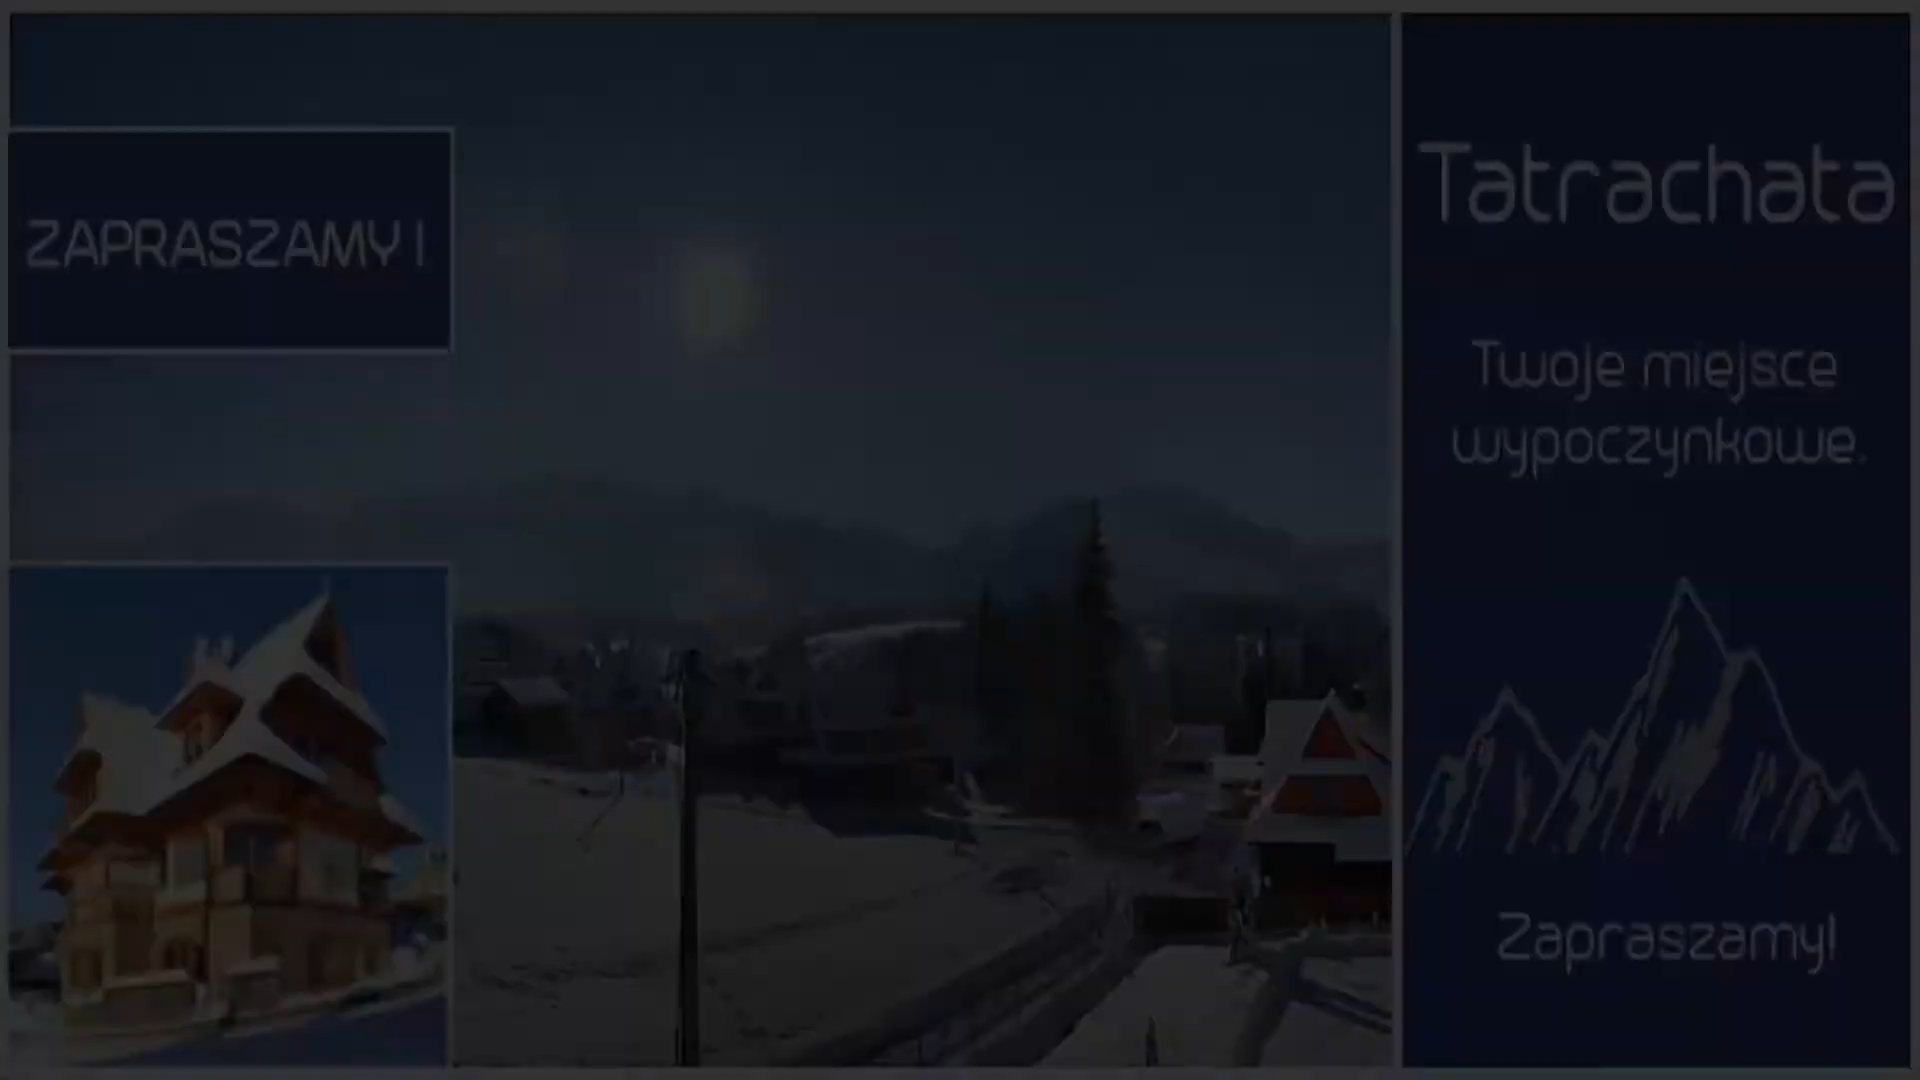 ZAPRASZAMY !
Tatrachata
Twoje miejsce
wypoczynkowe.
Zapraszamy!